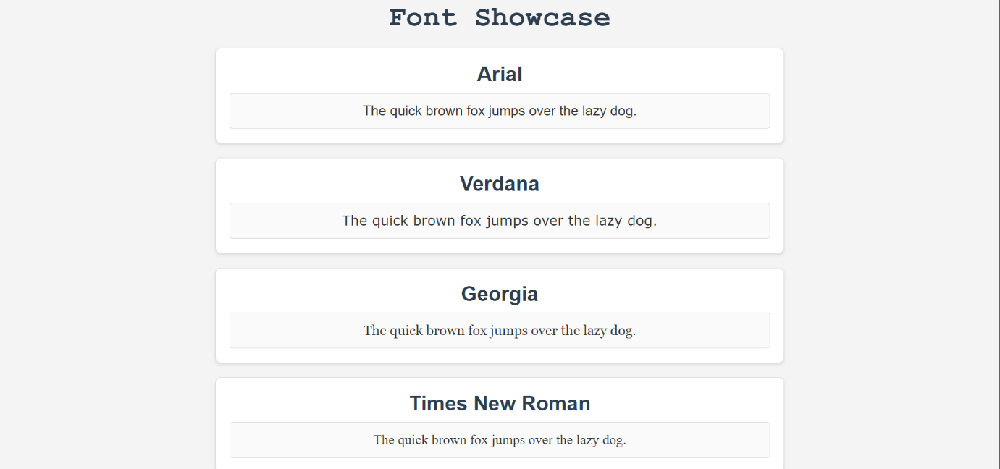 Font Showcase
Arial
The quick brown fox jumps over the lazy dog.
Verdana
The quick brown fox jumps over the lazy dog.
Georgia
The quick brown fox jumps over the lazy dog.
Times New Roman
The quick brown fox jumps over the lazy dog.